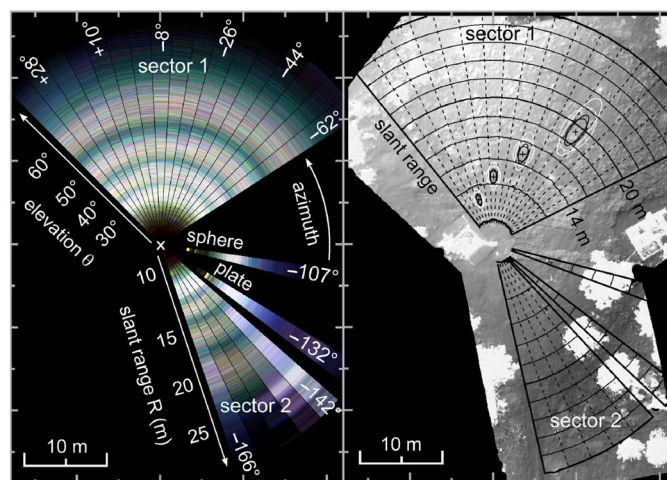 +28°
+10°
-8°
-26°
-44°
-62°
sector 1
60°
50°
40°
30°
elevation θ
azimuth
sphere
-107°
plate
-132°
-142°
-166°
10
15
20
25
slant range R (m)
sector 2
10 m
sector 1
slant range
14 m
20 m
sector 2
10 m